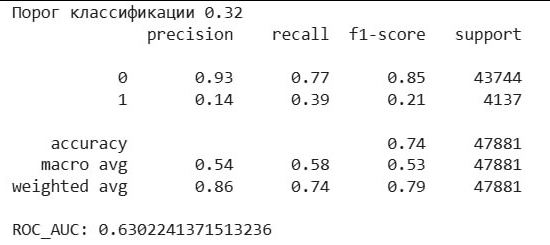 Порог классификации 0.32
precision recall f1-score support
0 0.93 0.77 0.85 43744
1 0.14 0.39 0.21 4137
accuracy 0.74 47881
macro avg 0.54 0.58 0.53 47881
weighted avg 0.86 0.74 0.79 47881
ROC_AUC: 0.6302241371513236